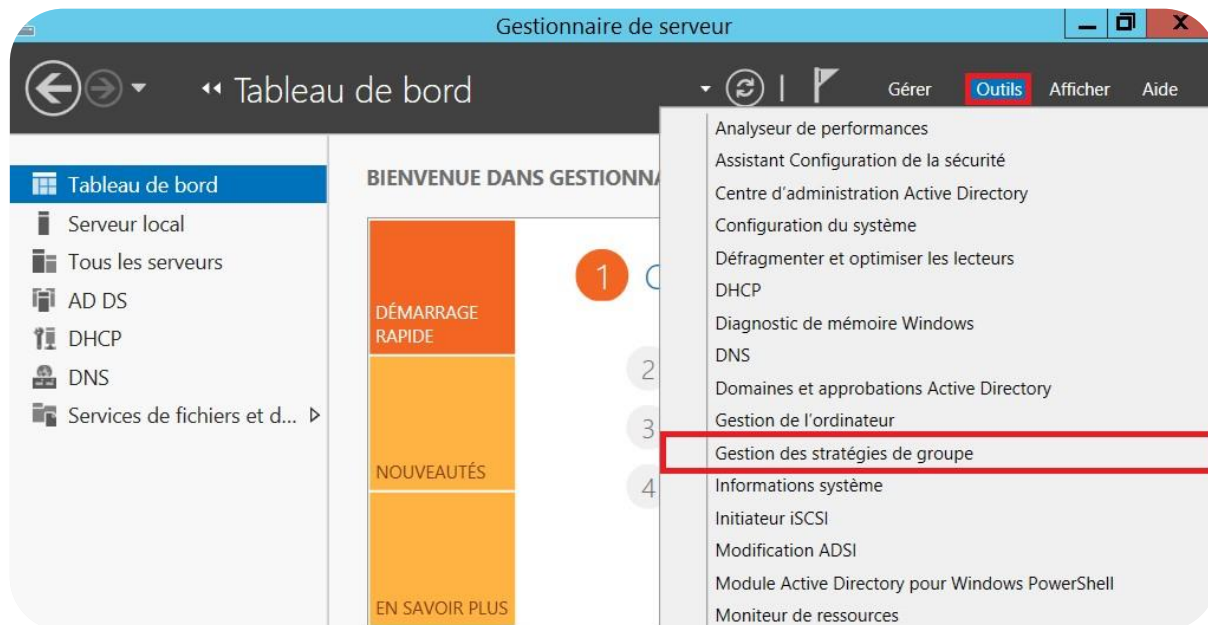 Gestionnaire de serveur
Tableau de bord
Gérer Outils Afficher Aide
Tableau de bord
Serveur local
Tous les serveurs
AD DS
DHCP
DNS
Services de fichiers et d...
BIENVENUE DANS GESTIONN
DÉMARRAGE
RAPIDE
NOUVEAUTÉS
EN SAVOIR PLUS
1
2
3
4
Analyseur de performances
Assistant Configuration de la sécurité
Centre d'administration Active Directory
Configuration du système
Défragmenter et optimiser les lecteurs
DHCP
Diagnostic de mémoire Windows
DNS
Domaines et approbations Active Directory
Gestion de l'ordinateur
Gestion des stratégies de groupe
Informations système
Initiateur iSCSI
Modification ADSI
Module Active Directory pour Windows PowerShell
Moniteur de ressources